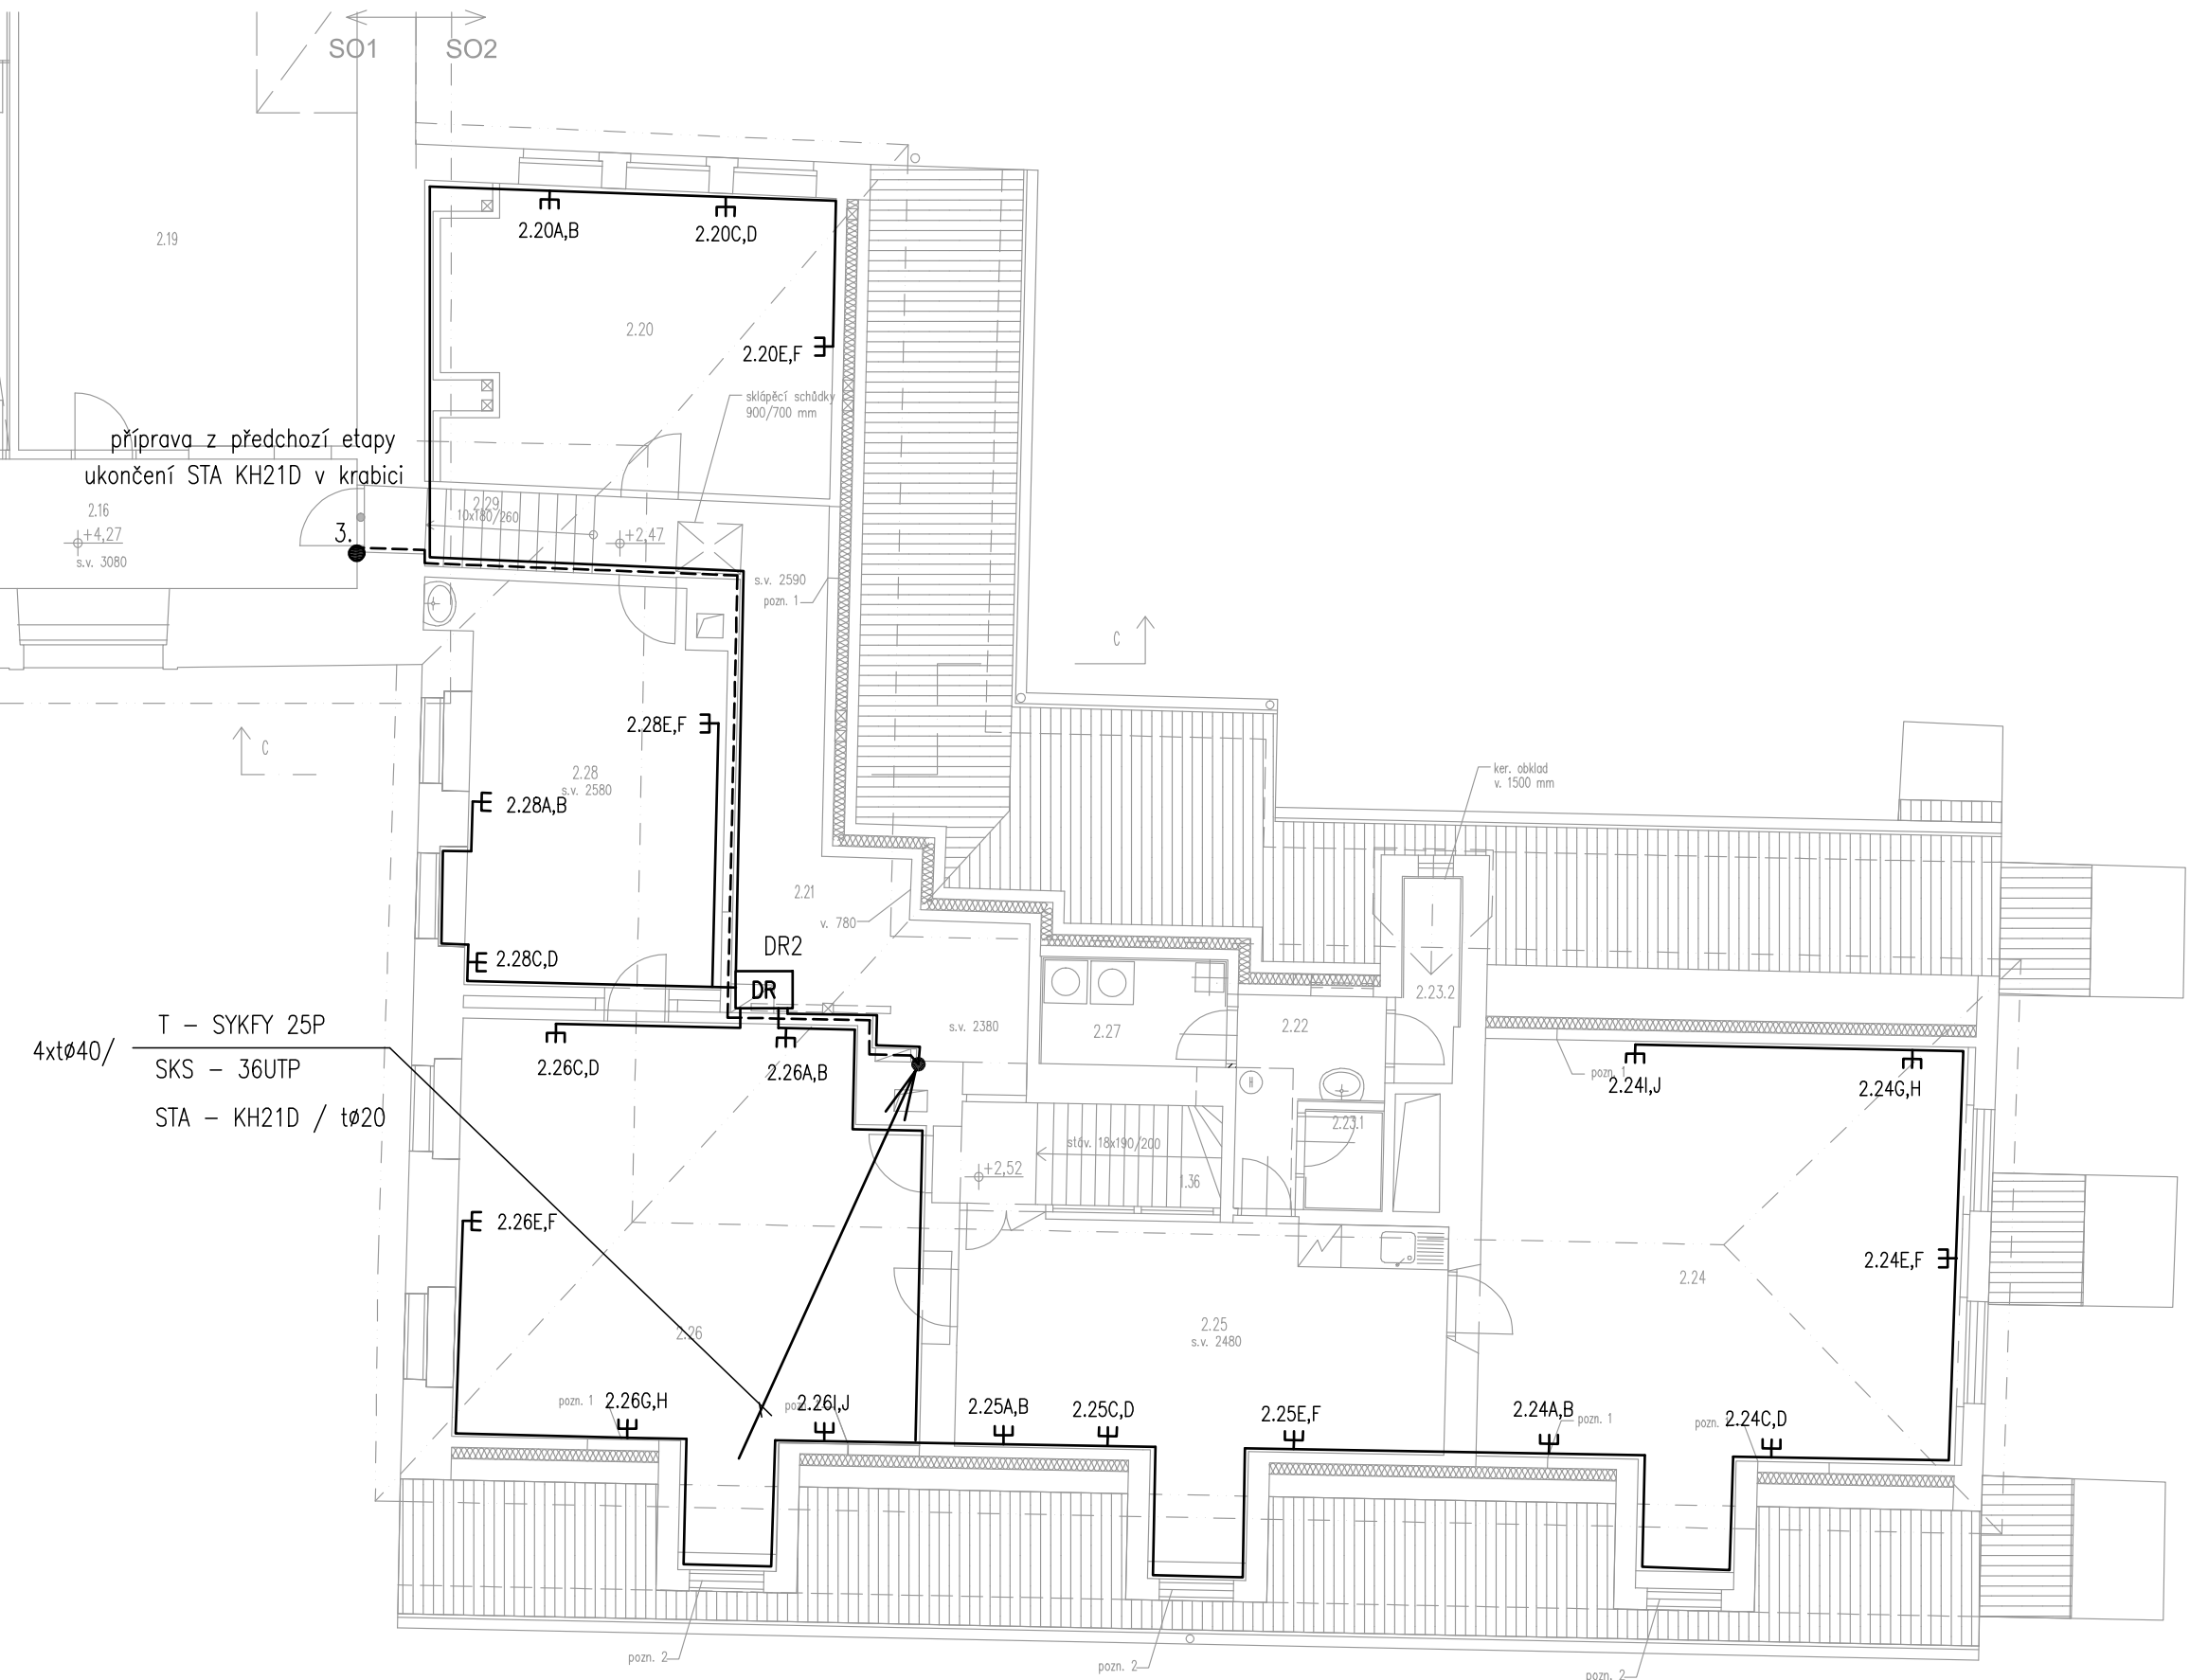 SO1 SO2
2.19
2.20A,B
2.20C,D
2.20
2.20E,F
sklápěcí schůdky
900/700 mm
příprava z předchozí etapy
ukončení STA KH21D v krabici
2.16
+4,27
s.v. 3080
3.
2.29
10x180/260
+2,47
s.v. 2590
pozn. 1
C
C
2.28E,F
2.28
s.v. 2580
2.28A,B
ker. obklad
v. 1500 mm
2.21
v. 780
2.28C,D
DR2
DR
2.23.2
T – SYKFY 25P
4xtø40/
SKS – 36UTP
STA – KH21D / tø20
s.v. 2380
2.27
2.22
2.26C,D
2.26A,B
pozn. 1
2.24I,J
2.24G,H
2.23.1
stáv. 18x190/200
+2,52
1.36
2.26E,F
2.24E,F
2.24
2.26
2.25
s.v. 2480
pozn. 1
2.26G,H
2.26I,J
2.25A,B
2.25C,D
2.25E,F
2.24A,B
pozn. 1
pozn.
2.24C,D
pozn. 2
pozn. 2
pozn. 2